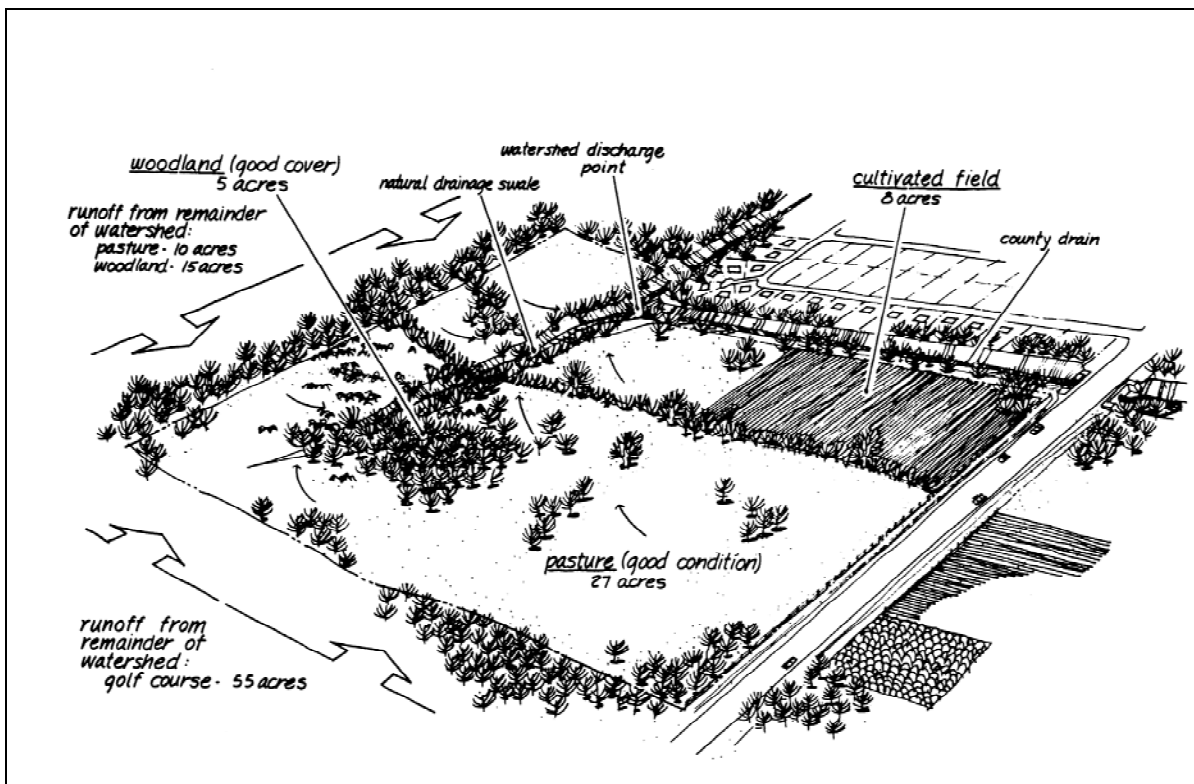 woodland (good cover)
5 acres
runoff from remainder
of watershed:
pasture - 10 acres
woodland - 15 acres
natural drainage swale
watershed discharge
point
cultivated field
8 acres
county drain
pasture (good condition)
27 acres
runoff from
remainder of
watershed:
golf course - 55 acres